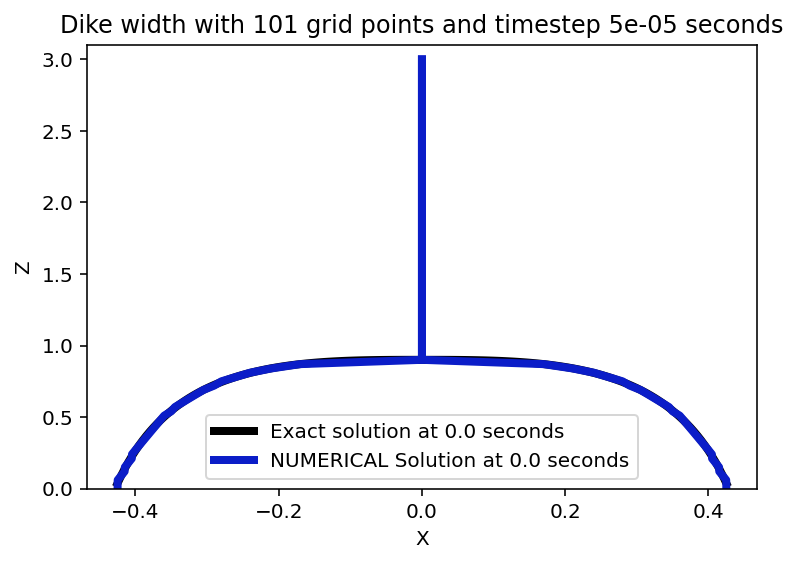 Dike width with 101 grid points and timestep 5e-05 seconds
3.0
2.5
2.0
1.5
1.0
0.5
0.0
Z
Exact solution at 0.0 seconds
NUMERICAL Solution at 0.0 seconds
−0.4 −0.2 0.0 0.2 0.4
X